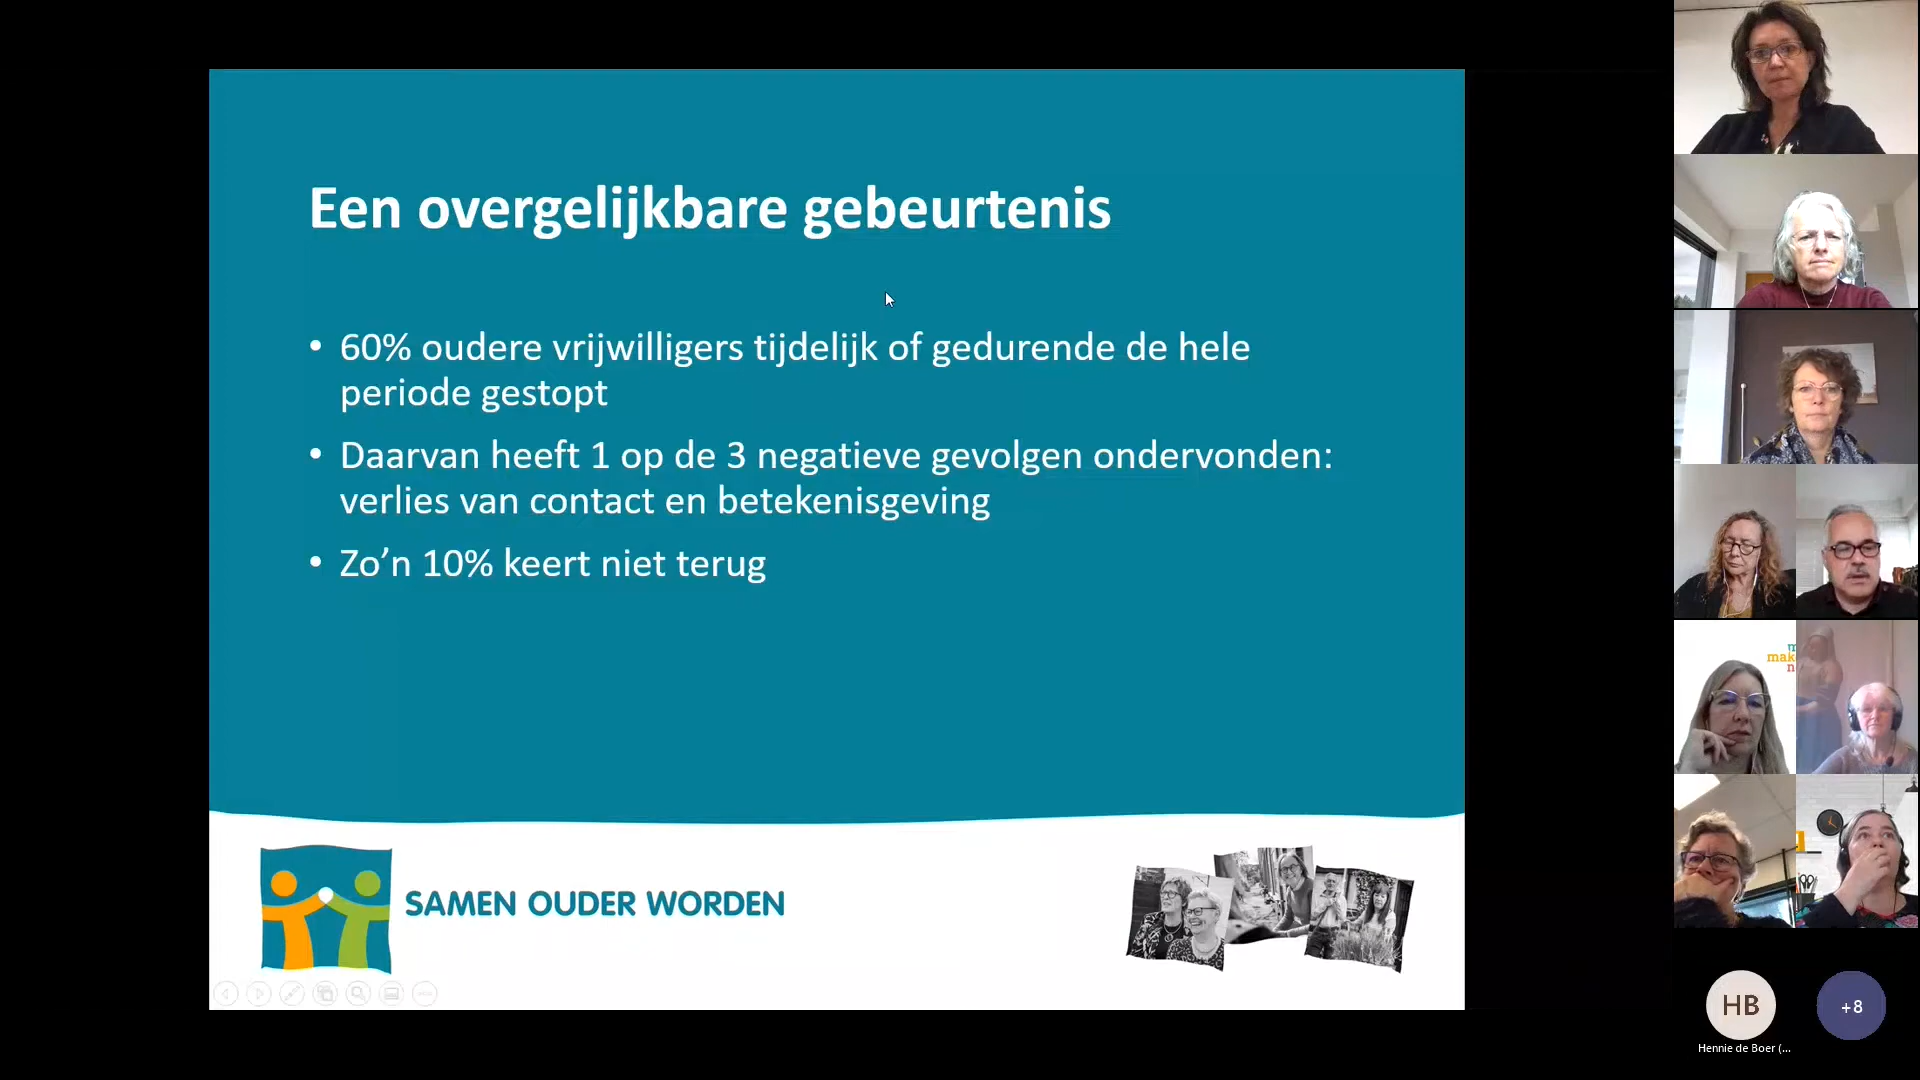 Een overgelijkbare gebeurtenis
• 60% oudere vrijwilligers tijdelijk of gedurende de hele
periode gestopt
• Daarvan heeft 1 op de 3 negatieve gevolgen ondervonden:
verlies van contact en betekenisgeving
• Zo’n 10% keert niet terug
SAMEN OUDER WORDEN
HB
+8
Hennie de Boer (...